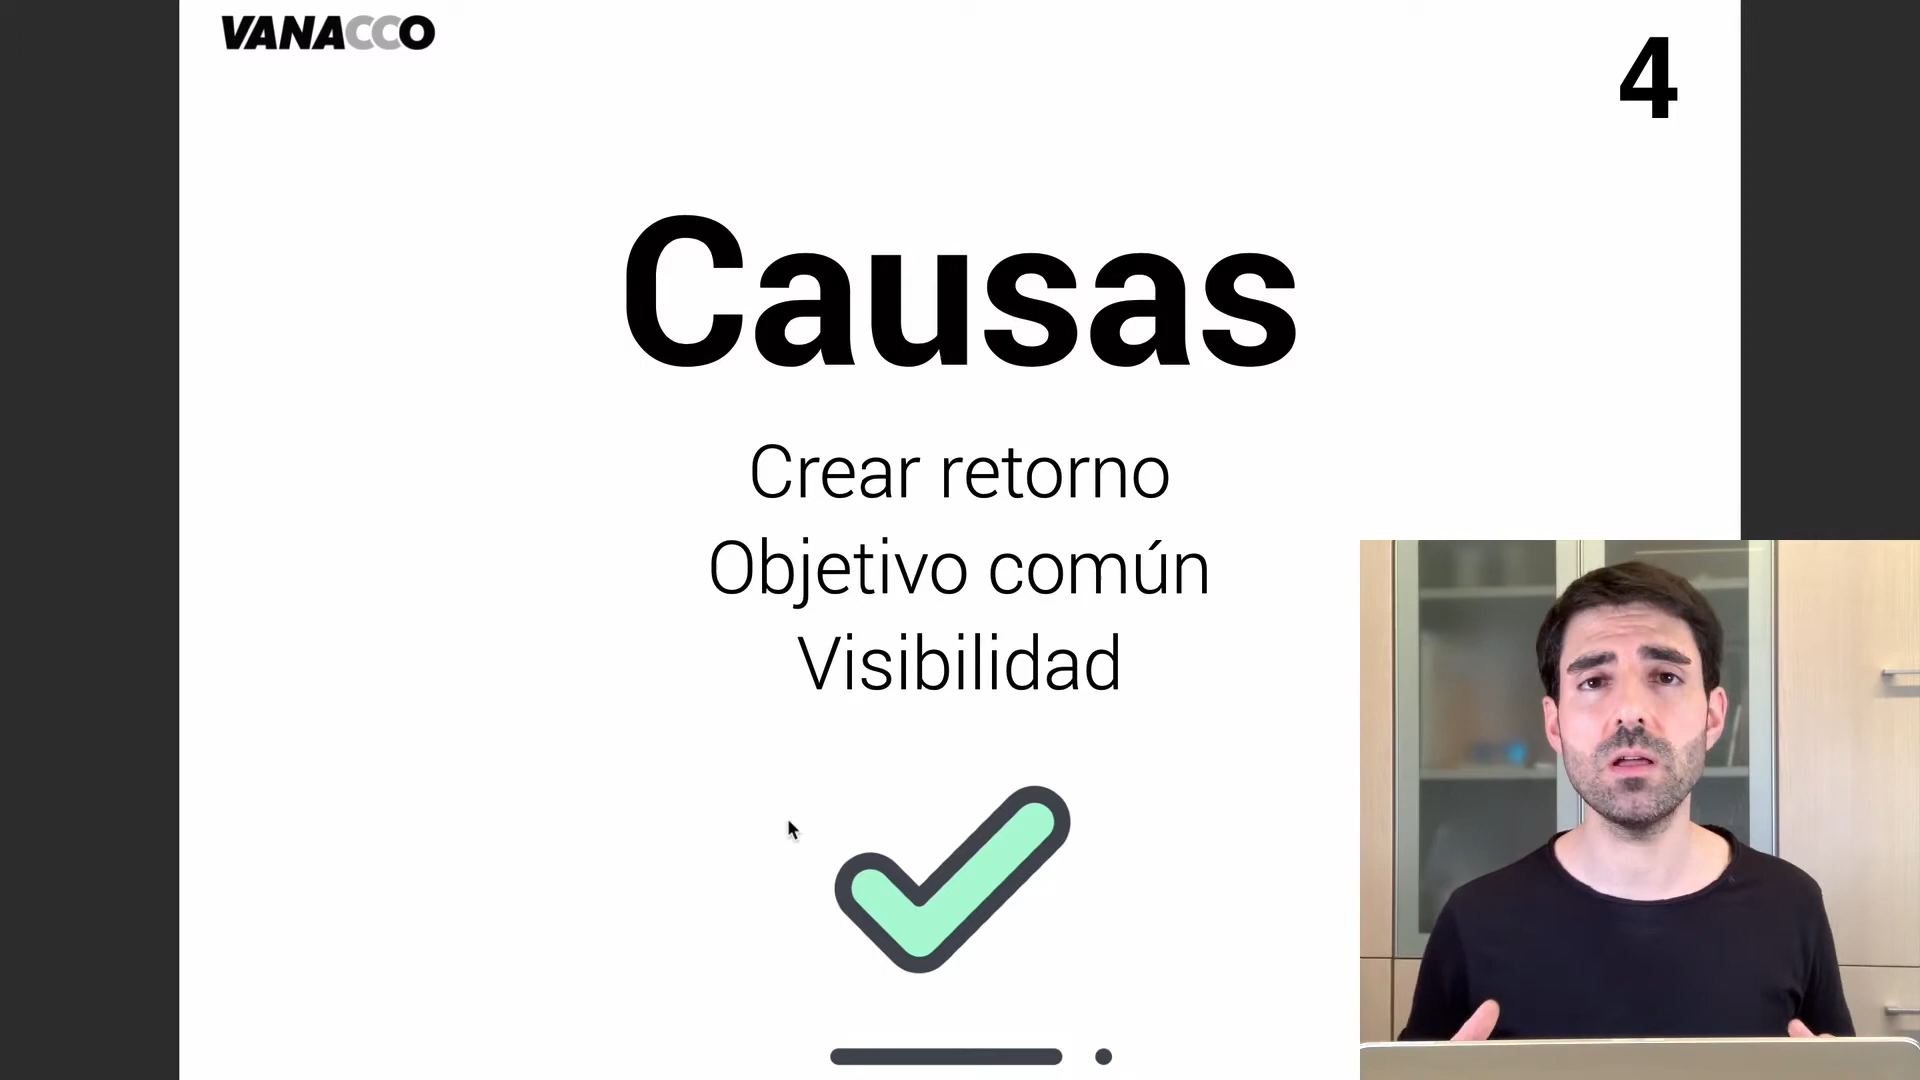 VANACCO
4
Causas
Crear retorno
Objetivo común
Visibilidad